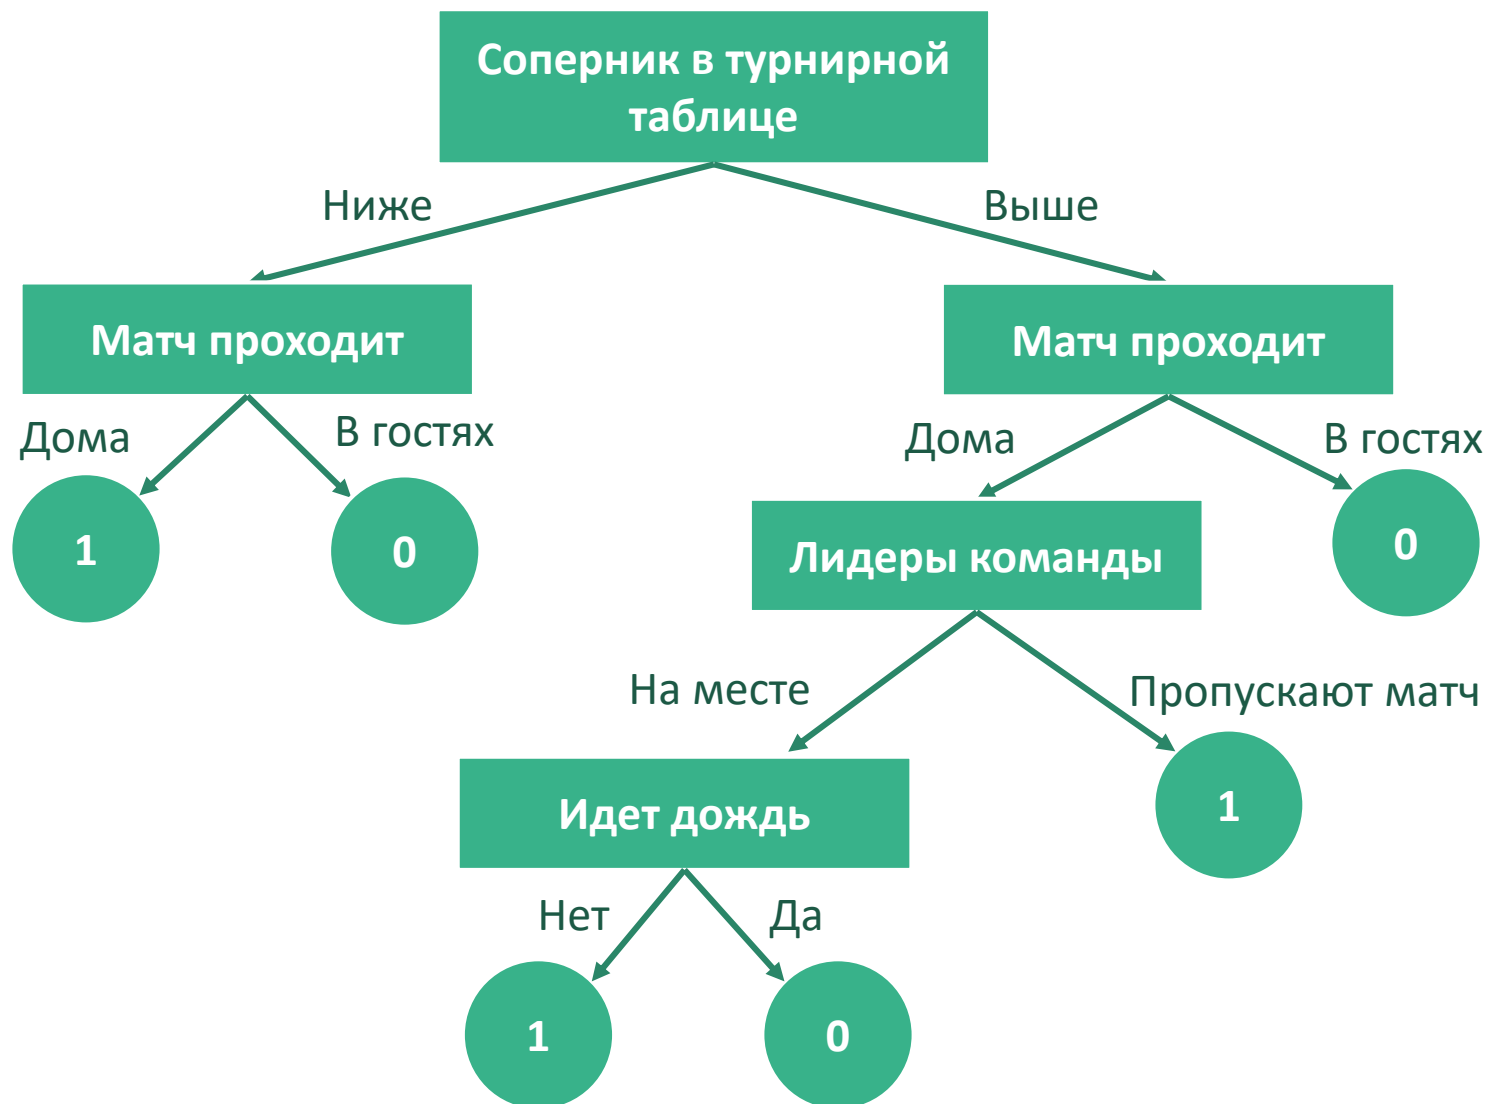 Соперник в турнирной
таблице
Ниже
Выше
Матч проходит
Матч проходит
Дома
В гостях
Дома
В гостях
1
0
Лидеры команды
0
На месте
Пропускают матч
Идет дождь
1
Нет
Да
1
0